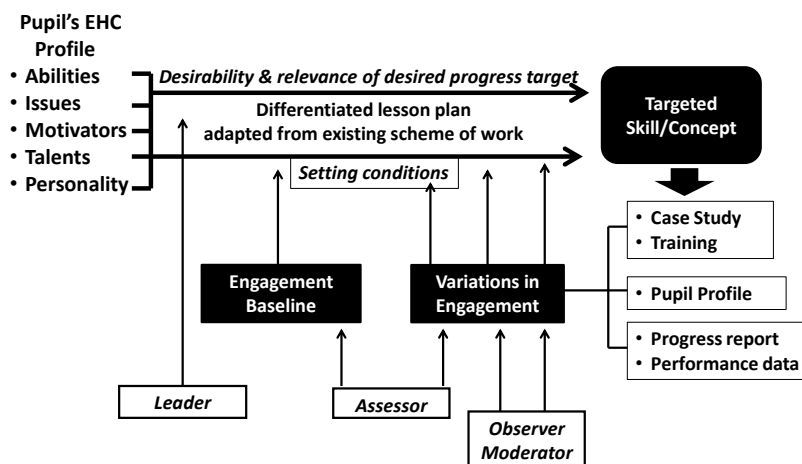 Pupil's EHC
Profile
• Abilities
• Issues
• Motivators
• Talents
• Personality
Desirability & relevance of desired progress target
Differentiated lesson plan
adapted from existing scheme of work
Setting conditions
Targeted
Skill/Concept
Engagement
Baseline
Variations in
Engagement
• Case Study
• Training
• Pupil Profile
• Progress report
• Performance data
Leader
Assessor
Observer
Moderator